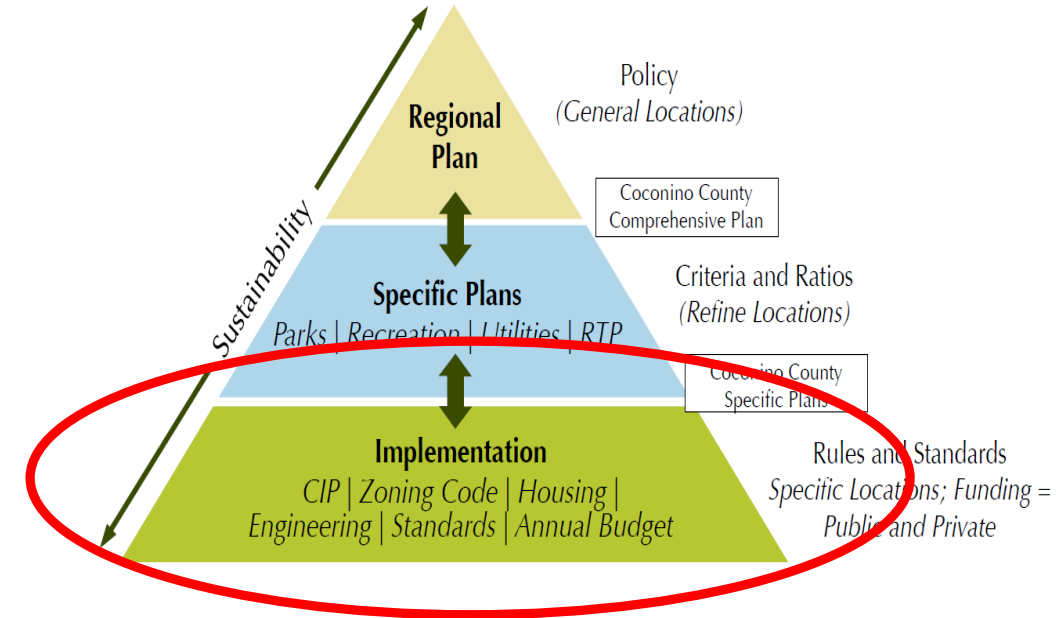 Policy
(General Locations)
Regional
Plan
Coconino County
Comprehensive Plan
Sustainability
Criteria and Ratios
(Refine Locations)
Specific Plans
Parks | Recreation | Utilities | RTP
Coconino County
Specific Plans
Implementation
CIP | Zoning Code | Housing |
Engineering | Standards | Annual Budget
Rules and Standards
Specific Locations; Funding =
Public and Private